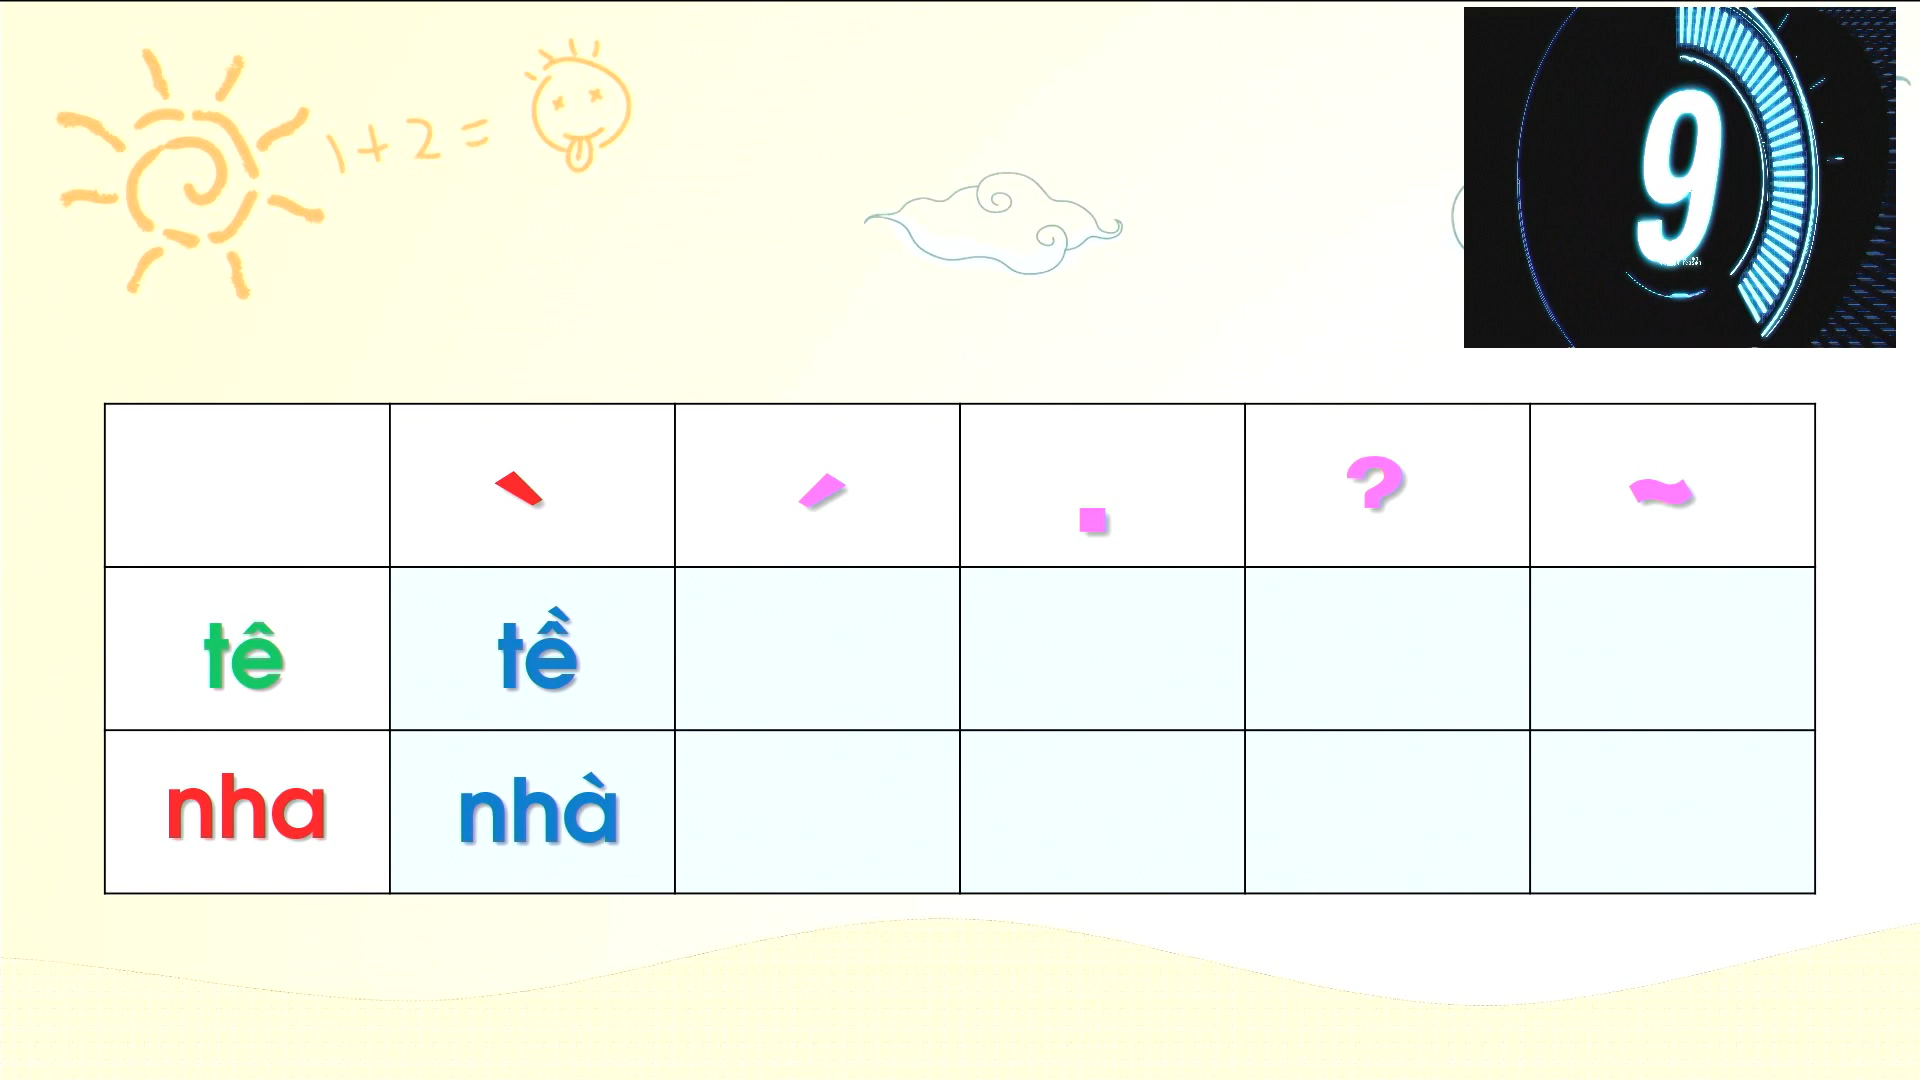 1+2=
9
` ´ . ? ~
tê tề
nha nhà